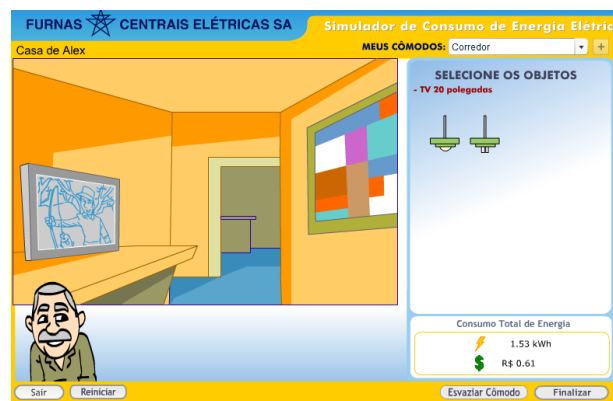 FURNAS CENTRAIS ELÉTRICAS SA
Simulador de Consumo de Energia Elétric
Casa de Alex
MEUS CÔMODOS: Corredor
SELECIONE OS OBJETOS
- TV 20 polegadas
Consumo Total de Energia
1.53 kWh
R$ 0.61
Sair
Reiniciar
Esvaziar Cômodo
Finalizar